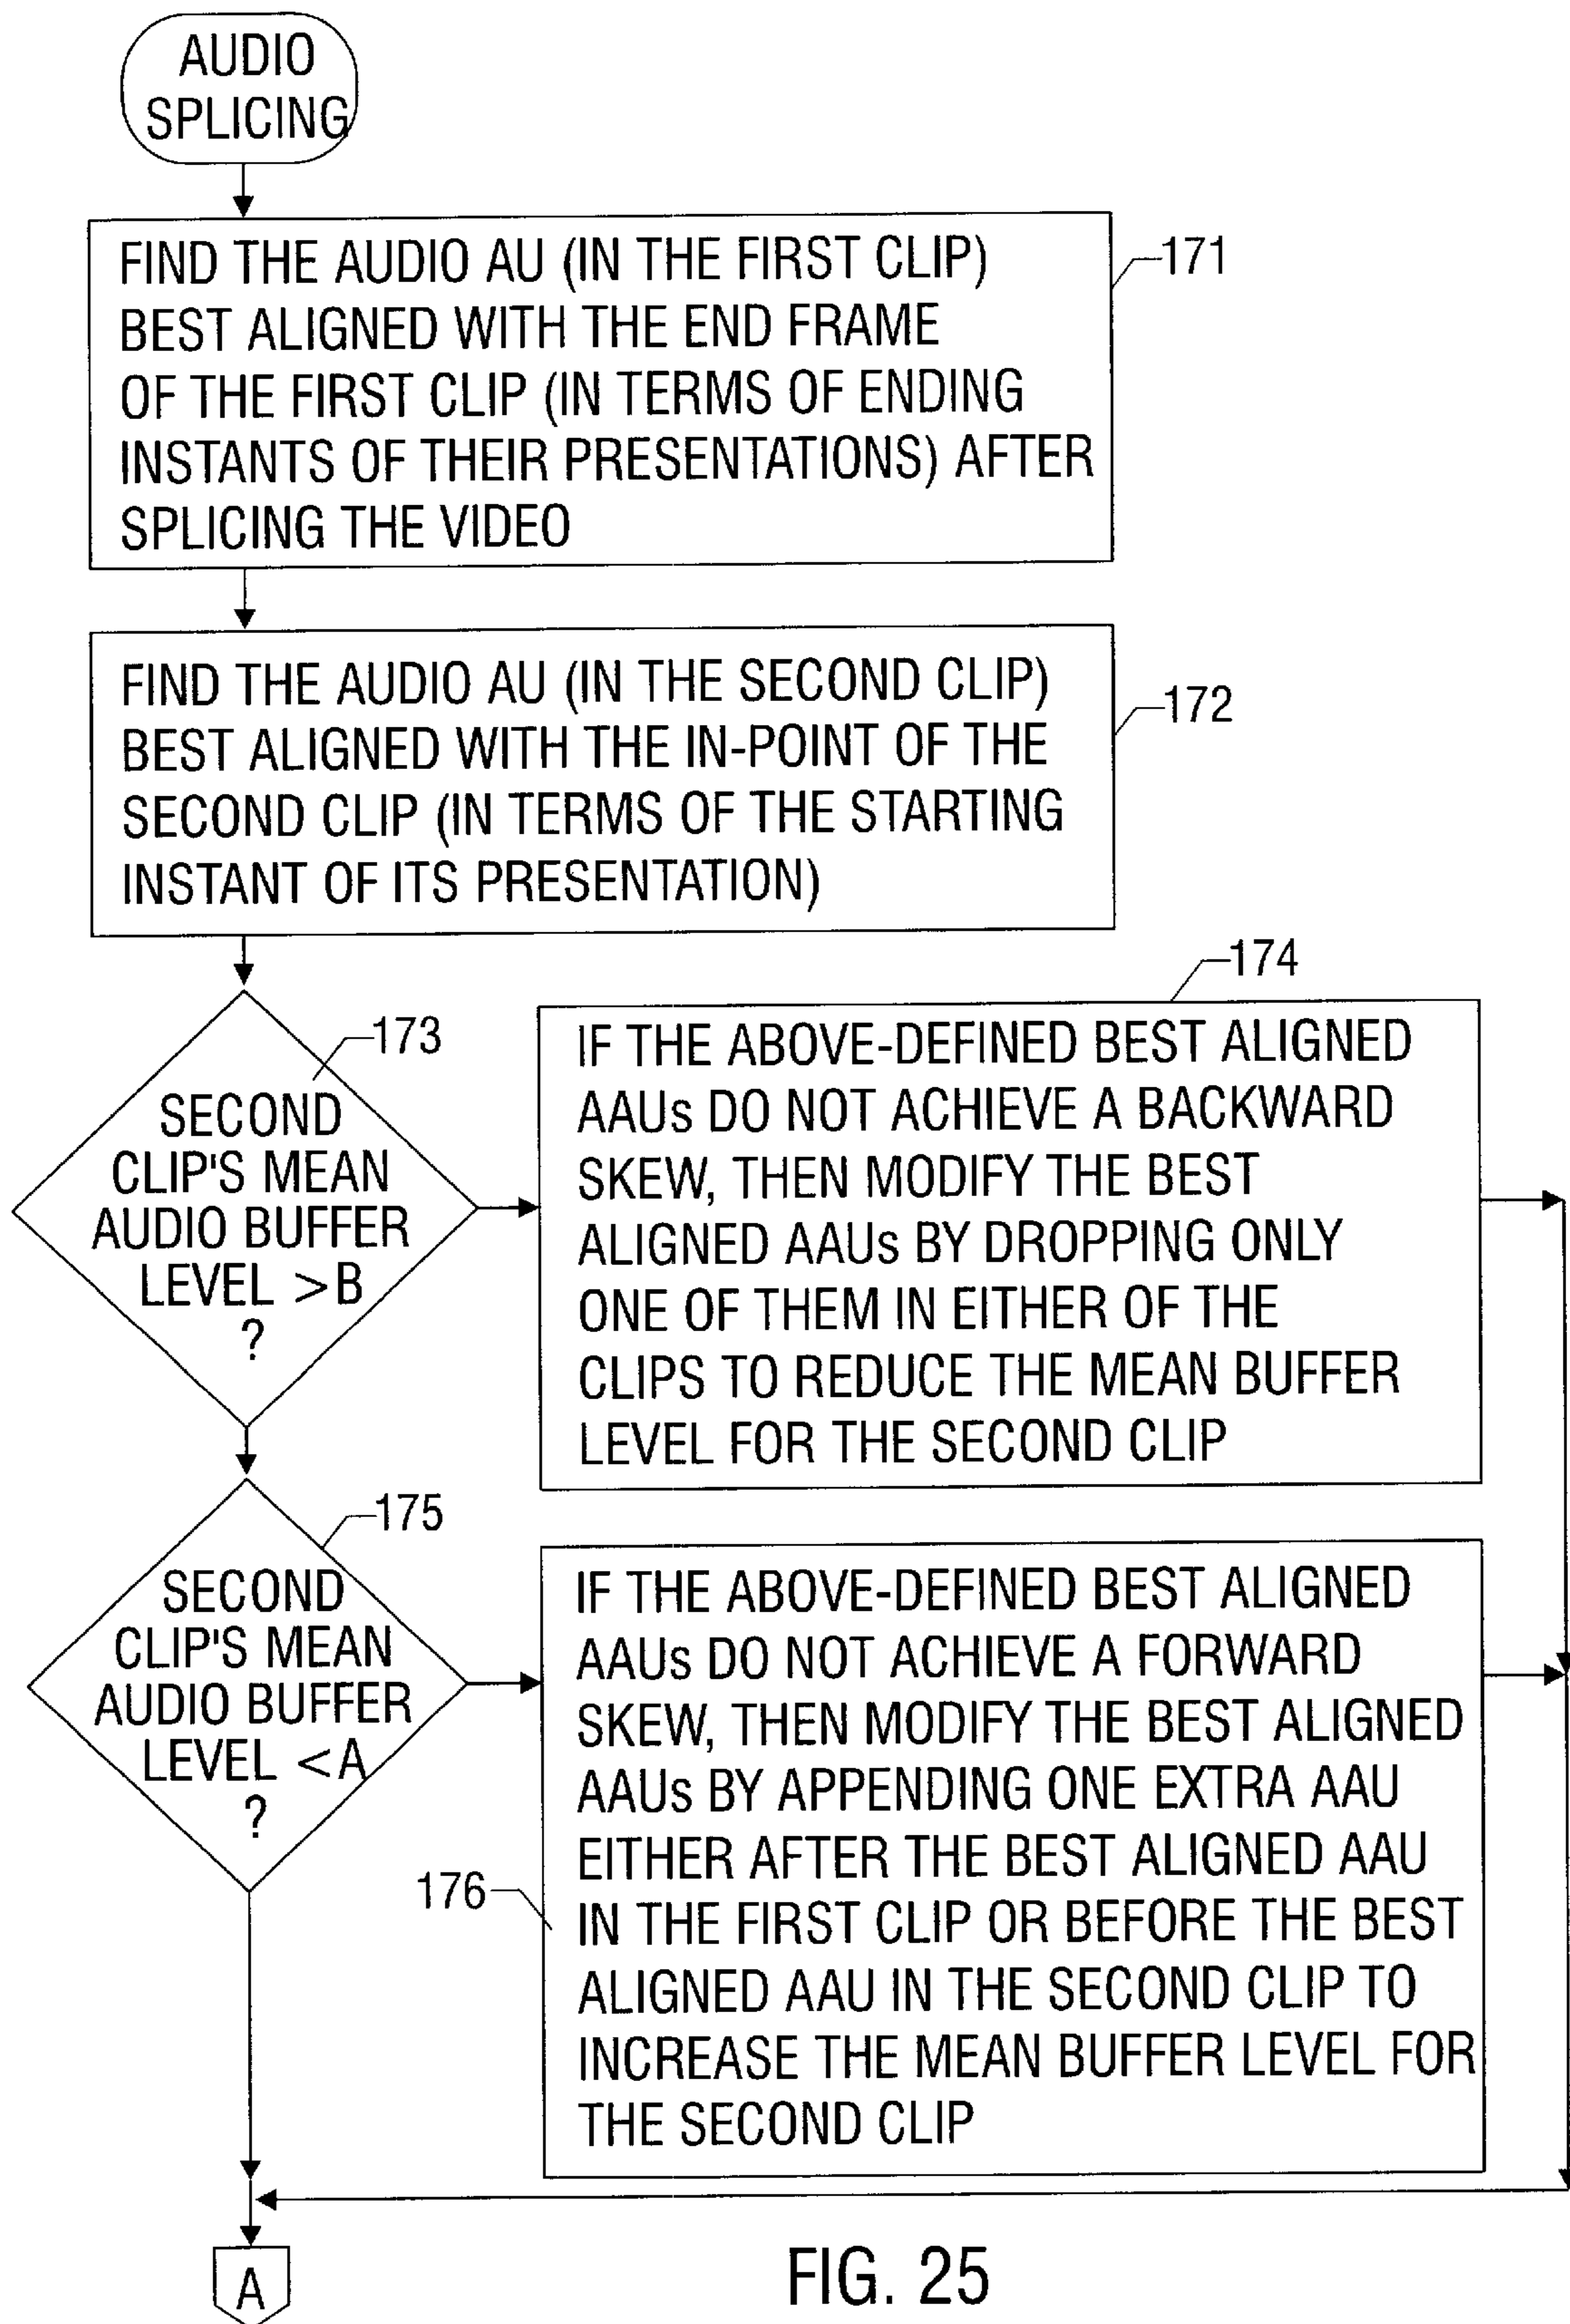 AUDIO
SPLICING
FIND THE AUDIO AU (IN THE FIRST CLIP)
BEST ALIGNED WITH THE END FRAME
OF THE FIRST CLIP (IN TERMS OF ENDING
INSTANTS OF THEIR PRESENTATIONS) AFTER
SPLICING THE VIDEO
171
FIND THE AUDIO AU (IN THE SECOND CLIP)
BEST ALIGNED WITH THE IN-POINT OF THE
SECOND CLIP (IN TERMS OF THE STARTING
INSTANT OF ITS PRESENTATION)
172
173
SECOND
CLIP'S MEAN
AUDIO BUFFER
LEVEL >B
?
174
IF THE ABOVE-DEFINED BEST ALIGNED
AAUs DO NOT ACHIEVE A BACKWARD
SKEW, THEN MODIFY THE BEST
ALIGNED AAUs BY DROPPING ONLY
ONE OF THEM IN EITHER OF THE
CLIPS TO REDUCE THE MEAN BUFFER
LEVEL FOR THE SECOND CLIP
175
SECOND
CLIP'S MEAN
AUDIO BUFFER
LEVEL <A
?
176
IF THE ABOVE-DEFINED BEST ALIGNED
AAUs DO NOT ACHIEVE A FORWARD
SKEW, THEN MODIFY THE BEST ALIGNED
AAUs BY APPENDING ONE EXTRA AAU
EITHER AFTER THE BEST ALIGNED AAU
IN THE FIRST CLIP OR BEFORE THE BEST
ALIGNED AAU IN THE SECOND CLIP TO
INCREASE THE MEAN BUFFER LEVEL FOR
THE SECOND CLIP
A
FIG. 25